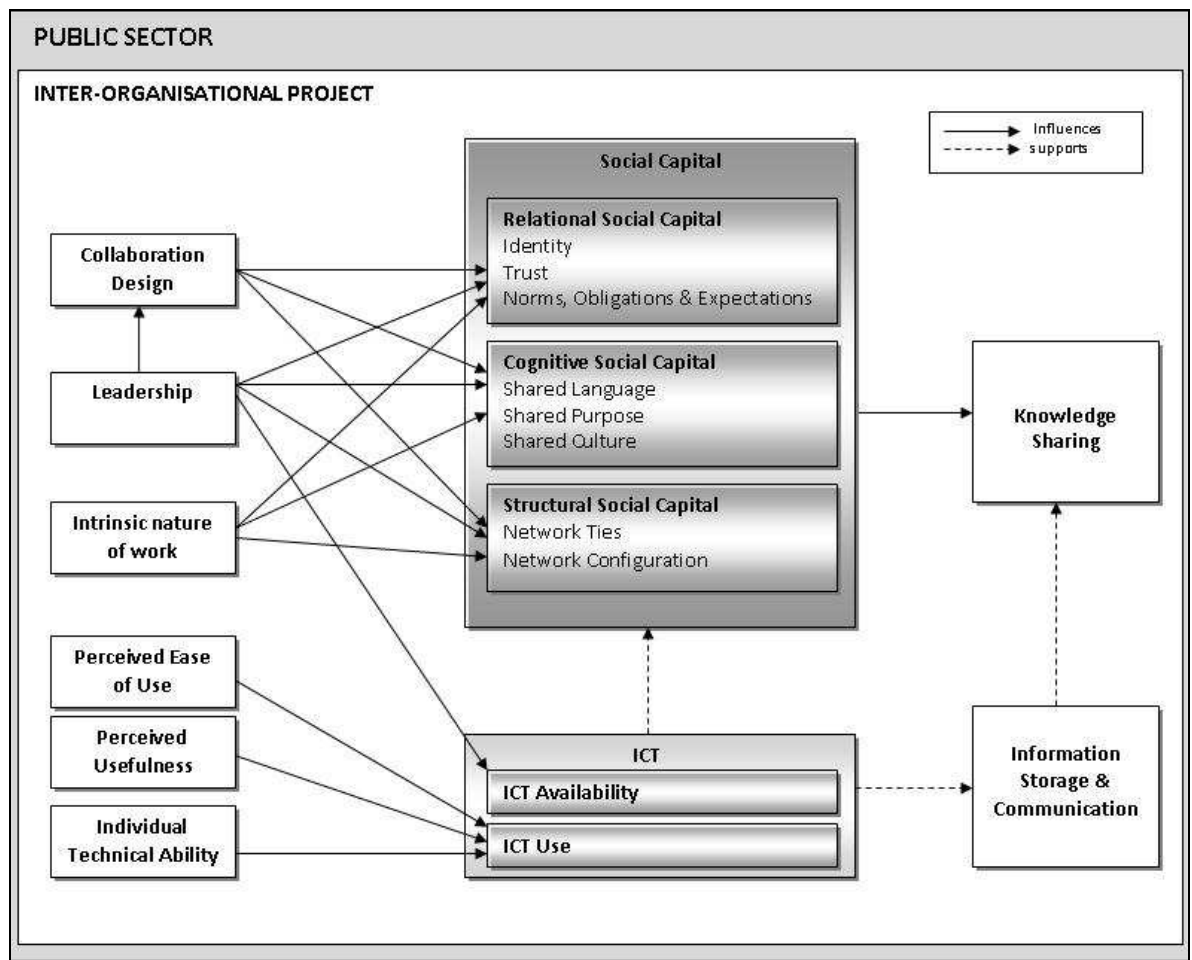 PUBLIC SECTOR
INTER-ORGANISATIONAL PROJECT
Influences
supports
Social Capital
Relational Social Capital
Identity
Trust
Norms, Obligations & Expectations
Collaboration
Design
Leadership
Cognitive Social Capital
Shared Language
Shared Purpose
Shared Culture
Knowledge
Sharing
Intrinsic nature
of work
Structural Social Capital
Network Ties
Network Configuration
Perceived Ease
of Use
Perceived
Usefulness
Individual
Technical Ability
ICT
ICT Availability
ICT Use
Information
Storage &
Communication